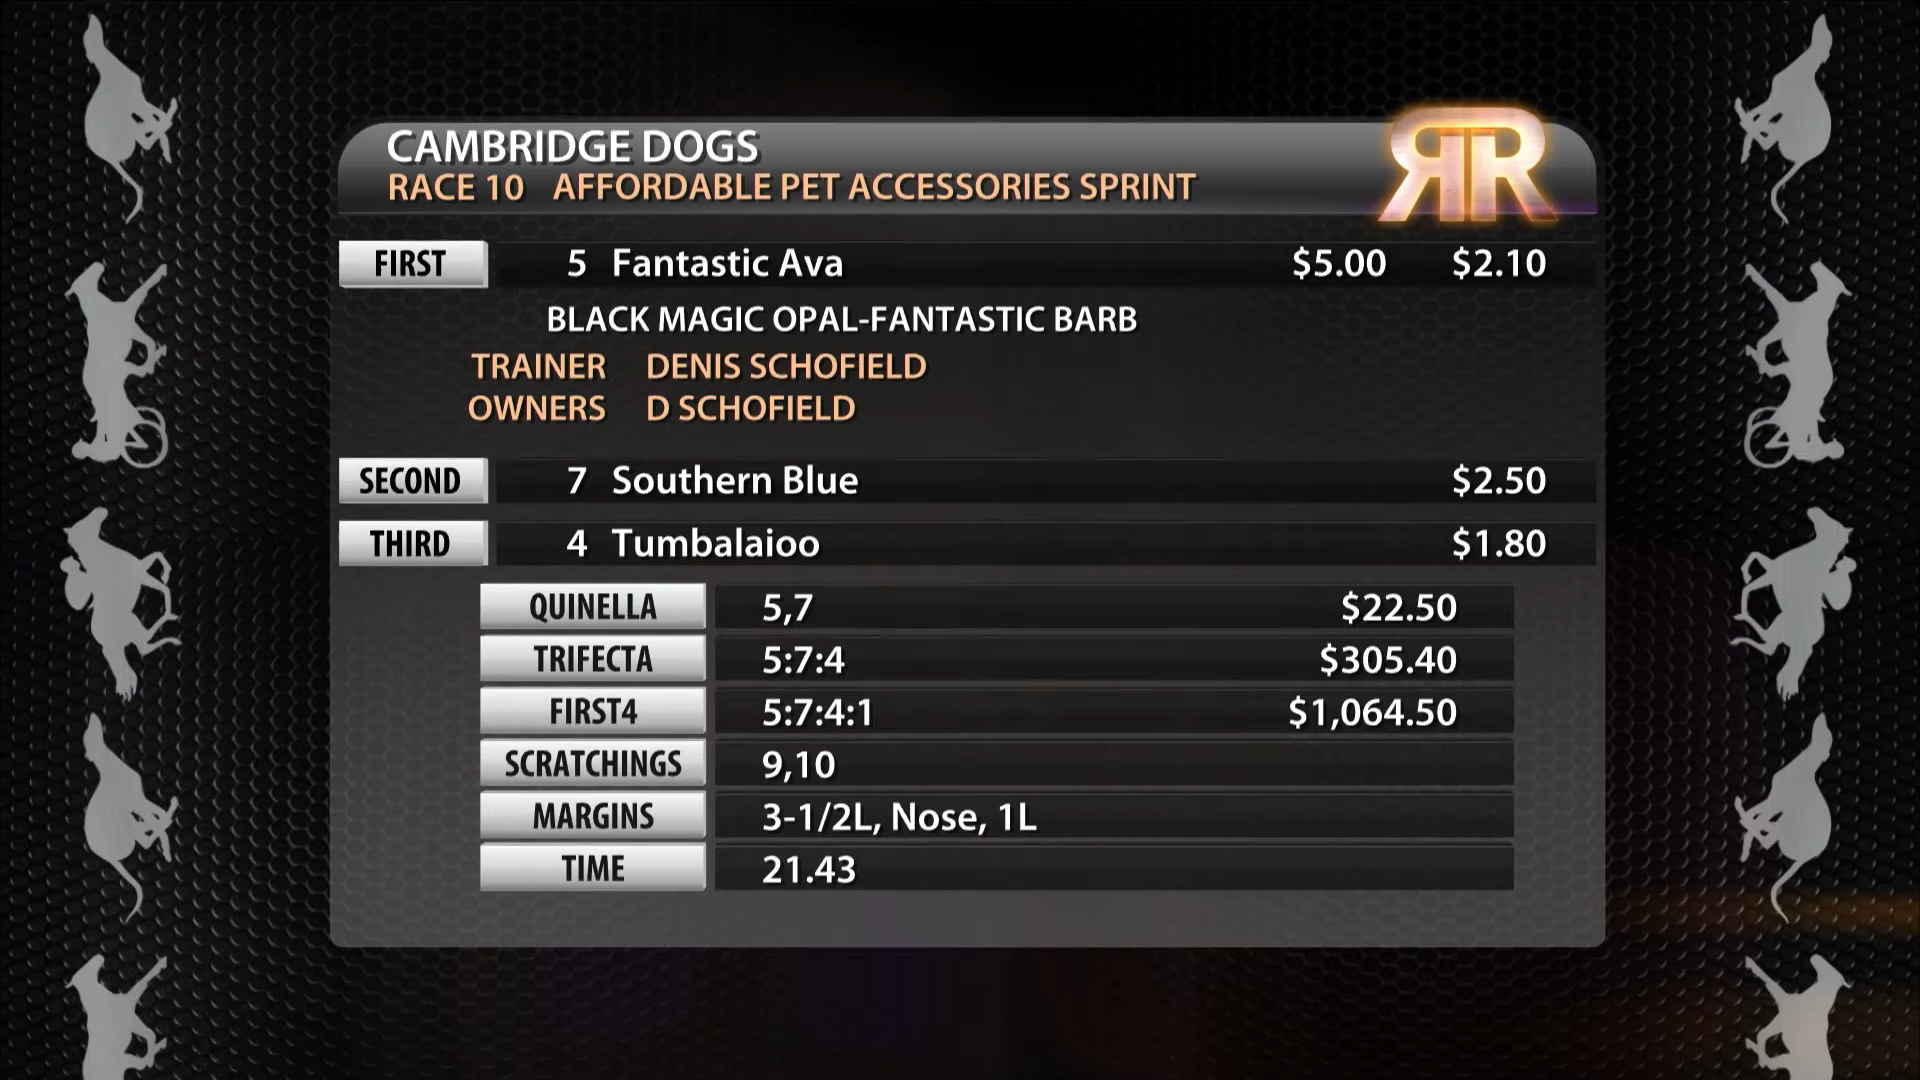 CAMBRIDGE DOGS
RACE 10 AFFORDABLE PET ACCESSORIES SPRINT
RR
FIRST 5 Fantastic Ava $5.00 $2.10
BLACK MAGIC OPAL-FANTASTIC BARB
TRAINER DENIS SCHOFIELD
OWNERS D SCHOFIELD
SECOND 7 Southern Blue $2.50
THIRD 4 Tumbalaioo $1.80
QUINELLA 5,7 $22.50
TRIFECTA 5:7:4 $305.40
FIRST4 5:7:4:1 $1,064.50
SCRATCHINGS 9,10
MARGINS 3-1/2L, Nose, 1L
TIME 21.43